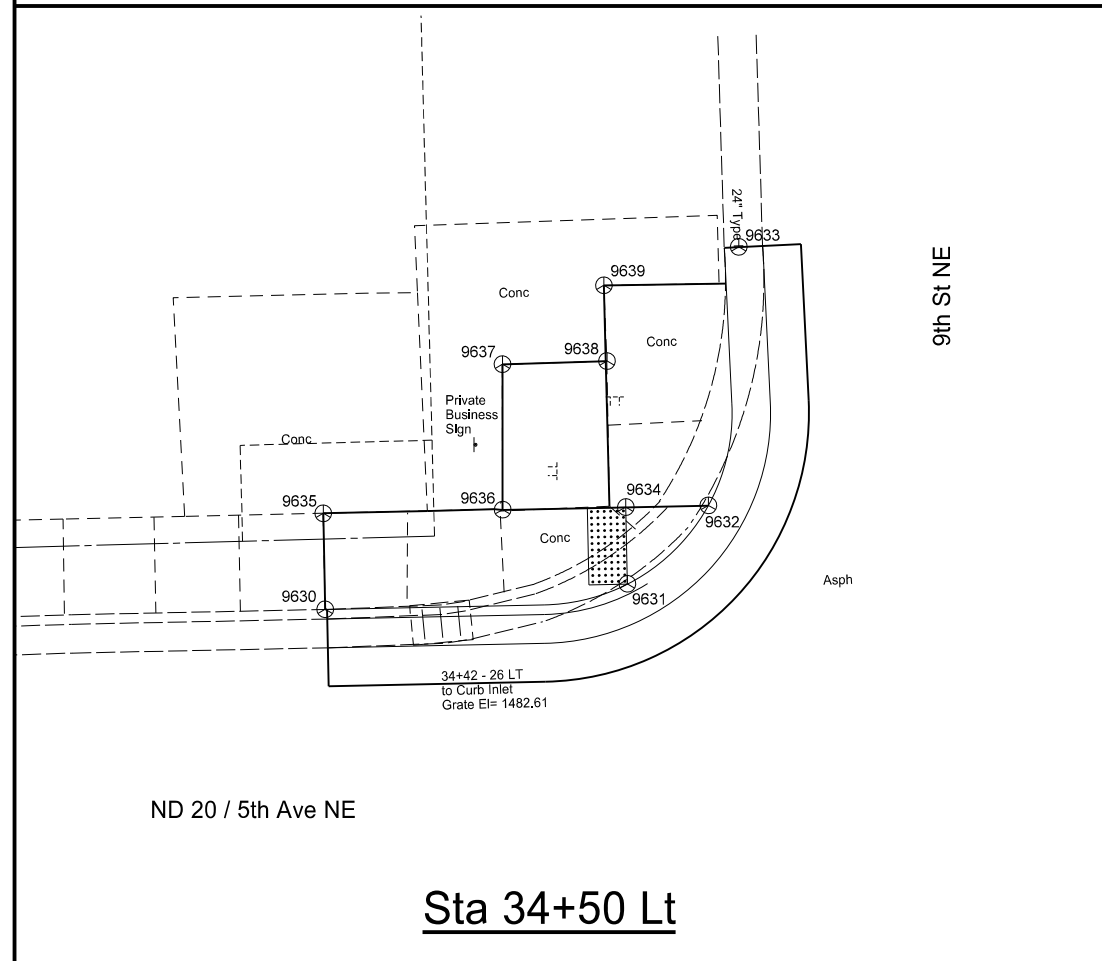 24" Type
9633
9th St NE
9639
Conc
9637
9638
Conc
Private
Business
Sign
Conc
9635
9636
9634
9632
Conc
9630
9631
Asph
34+42 - 26 LT
to Curb Inlet
Grate El= 1482.61
ND 20 / 5th Ave NE
Sta 34+50 Lt